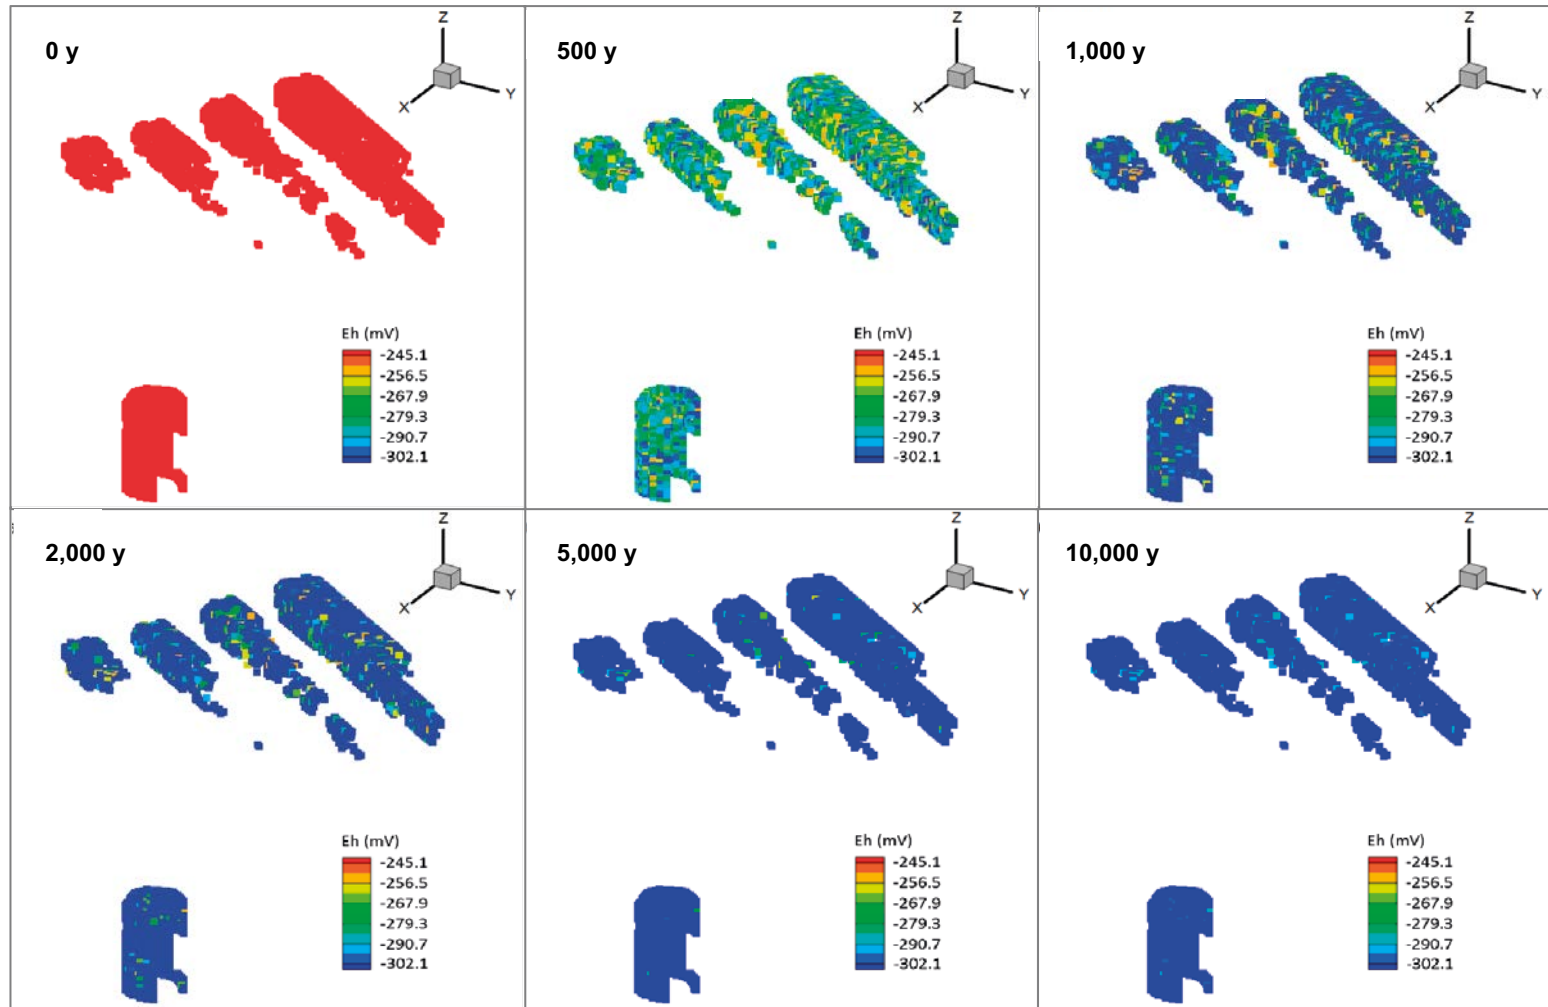 0 y
Z
X
Y
Eh (mV)
-245.1
-256.5
-267.9
-279.3
-290.7
-302.1
500 y
Z
X
Y
Eh (mV)
-245.1
-256.5
-267.9
-279.3
-290.7
-302.1
1,000 y
Z
X
Y
Eh (mV)
-245.1
-256.5
-267.9
-279.3
-290.7
-302.1
2,000 y
Z
X
Y
Eh (mV)
-245.1
-256.5
-267.9
-279.3
-290.7
-302.1
5,000 y
Z
X
Y
Eh (mV)
-245.1
-256.5
-267.9
-279.3
-290.7
-302.1
10,000 y
Z
X
Y
Eh (mV)
-245.1
-256.5
-267.9
-279.3
-290.7
-302.1